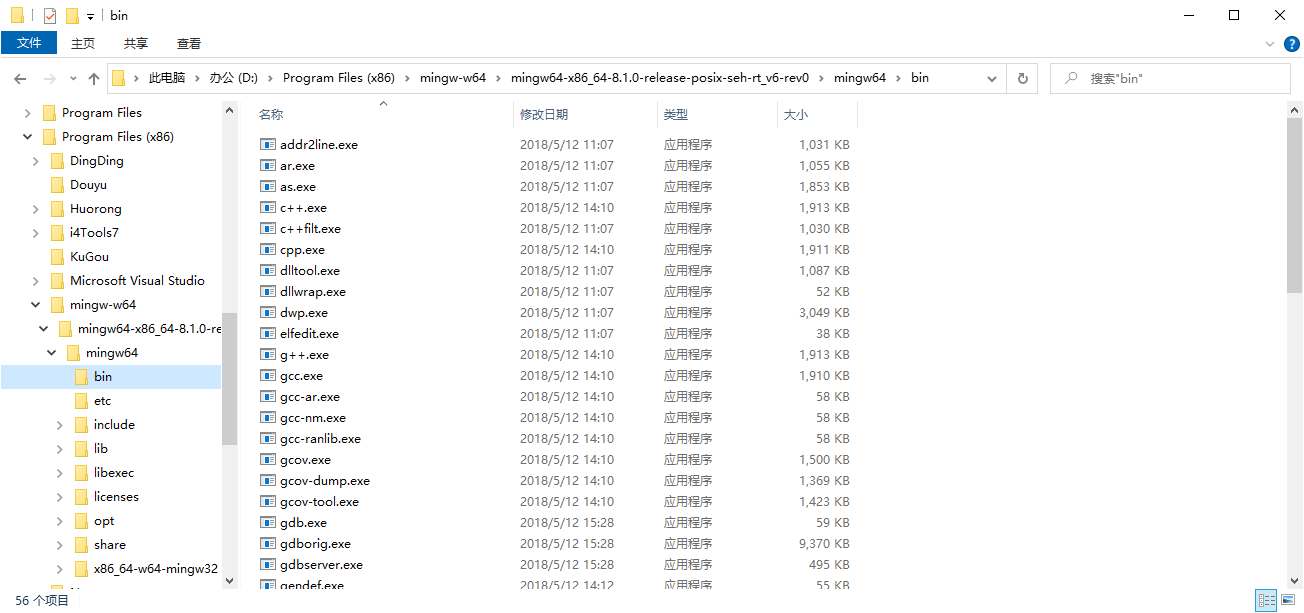 bin
文件 主页 共享 查看
此电脑 办公 (D:) Program Files (x86) mingw-w64 mingw64-x86_64-8.1.0-release-posix-seh-rt_v6-rev0 mingw64 bin 搜索"bin"
Program Files
Program Files (x86)
DingDing
Douyu
Huorong
i4Tools7
KuGou
Microsoft Visual Studio
mingw-w64
mingw64-x86_64-8.1.0-re
mingw64
bin
etc
include
lib
libexec
licenses
opt
share
x86_64-w64-mingw32
名称 修改日期 类型 大小
addr2line.exe 2018/5/12 11:07 应用程序 1,031 KB
ar.exe 2018/5/12 11:07 应用程序 1,055 KB
as.exe 2018/5/12 11:07 应用程序 1,853 KB
c++.exe 2018/5/12 14:10 应用程序 1,913 KB
c++filt.exe 2018/5/12 11:07 应用程序 1,030 KB
cpp.exe 2018/5/12 14:10 应用程序 1,911 KB
dlltool.exe 2018/5/12 11:07 应用程序 1,087 KB
dllwrap.exe 2018/5/12 11:07 应用程序 52 KB
dwp.exe 2018/5/12 11:07 应用程序 3,049 KB
elfedit.exe 2018/5/12 11:07 应用程序 38 KB
g++.exe 2018/5/12 14:10 应用程序 1,913 KB
gcc.exe 2018/5/12 14:10 应用程序 1,910 KB
gcc-ar.exe 2018/5/12 14:10 应用程序 58 KB
gcc-nm.exe 2018/5/12 14:10 应用程序 58 KB
gcc-ranlib.exe 2018/5/12 14:10 应用程序 58 KB
gcov.exe 2018/5/12 14:10 应用程序 1,500 KB
gcov-dump.exe 2018/5/12 14:10 应用程序 1,369 KB
gcov-tool.exe 2018/5/12 14:10 应用程序 1,423 KB
gdb.exe 2018/5/12 15:28 应用程序 59 KB
gdborig.exe 2018/5/12 15:28 应用程序 9,370 KB
gdbserver.exe 2018/5/12 15:28 应用程序 495 KB
gendef.exe 2018/5/12 14:12 应用程序 55 KB
56 个项目